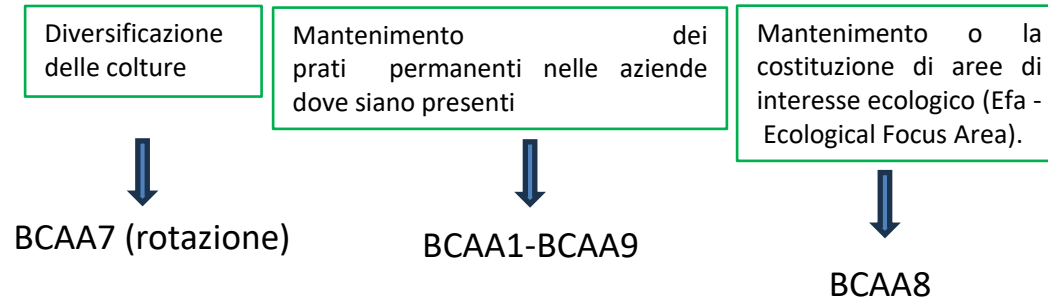 Diversificazione
delle colture
Mantenimento dei
prati permanenti nelle aziende
dove siano presenti
Mantenimento o la
costituzione di aree di
interesse ecologico (Efa -
Ecological Focus Area).
BCAA7 (rotazione)
BCAA1-BCAA9
BCAA8